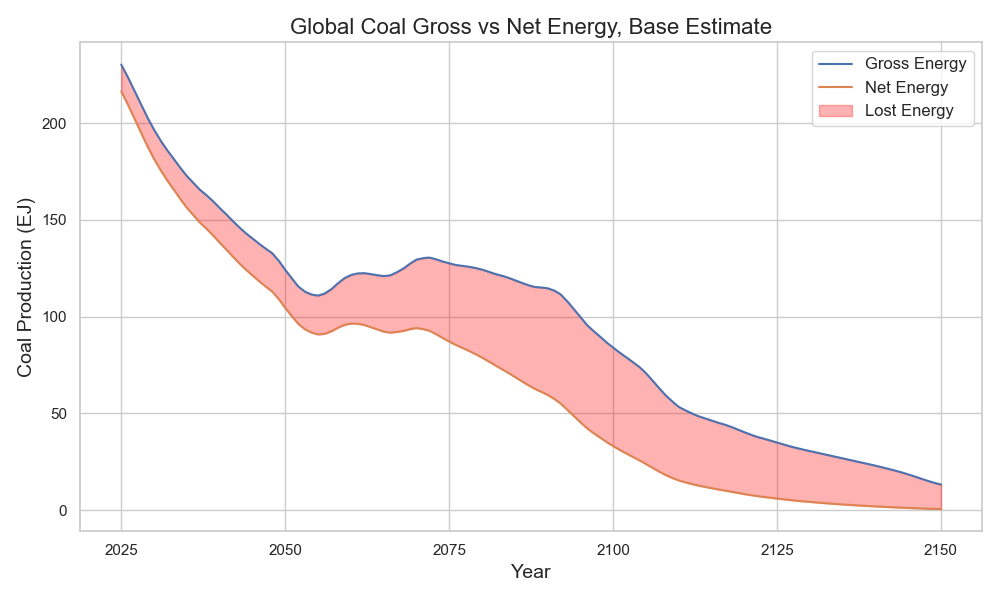 Global Coal Gross vs Net Energy, Base Estimate
Gross Energy
Net Energy
Lost Energy
Coal Production (EJ)
200
150
100
50
0
2025 2050 2075 2100 2125 2150
Year